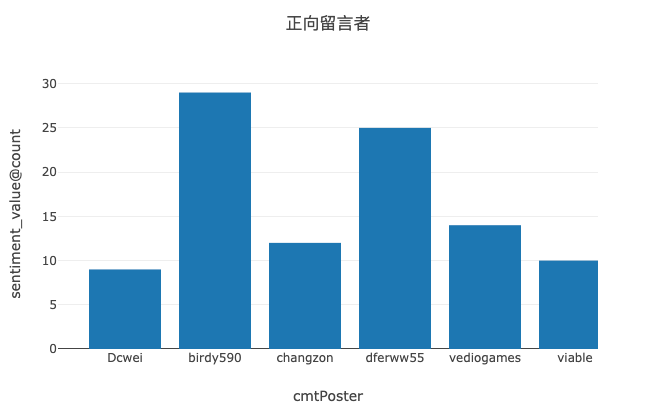 正向留言者
sentiment_value@count
30
25
20
15
10
5
0
Dcwei birdy590 changzon dferww55 vediogames viable
cmtPoster